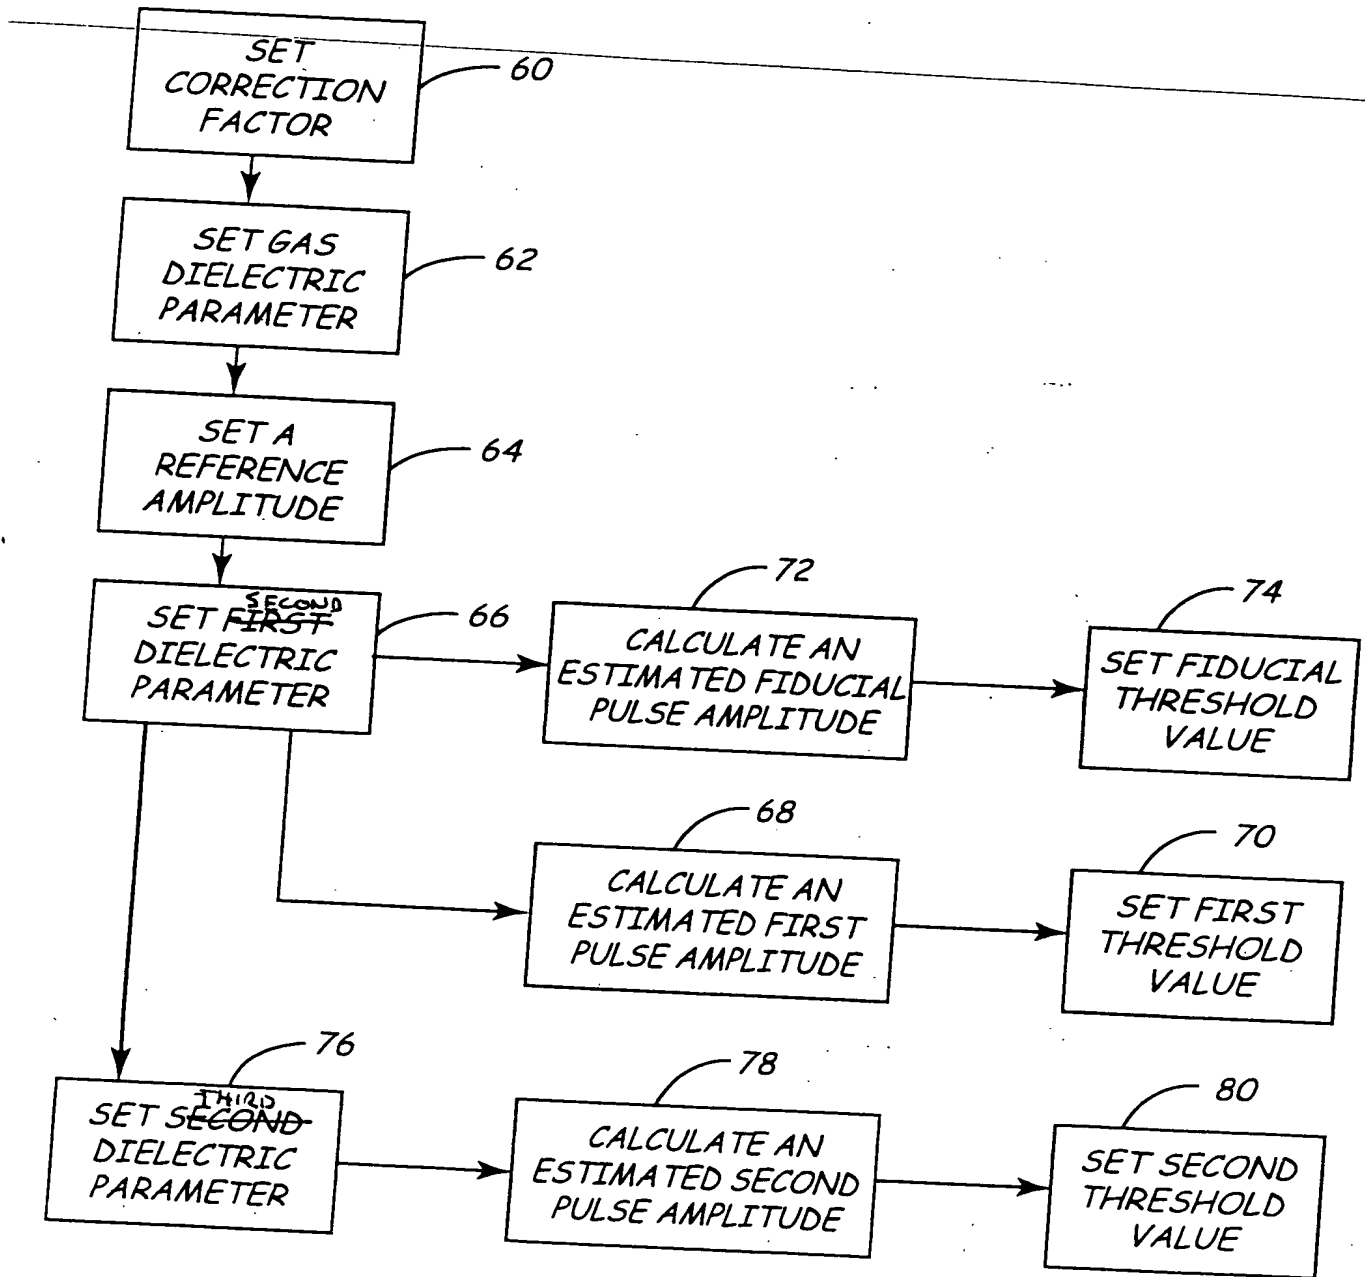 SET
CORRECTION
FACTOR
60
SET GAS
DIELECTRIC
PARAMETER
62
SET A
REFERENCE
AMPLITUDE
64
SECOND
SET FIRST
DIELECTRIC
PARAMETER
66
72
CALCULATE AN
ESTIMATED FIDUCIAL
PULSE AMPLITUDE
74
SET FIDUCIAL
THRESHOLD
VALUE
68
CALCULATE AN
ESTIMATED FIRST
PULSE AMPLITUDE
70
SET FIRST
THRESHOLD
VALUE
76
THIRD
SET SECOND
DIELECTRIC
PARAMETER
78
CALCULATE AN
ESTIMATED SECOND
PULSE AMPLITUDE
80
SET SECOND
THRESHOLD
VALUE